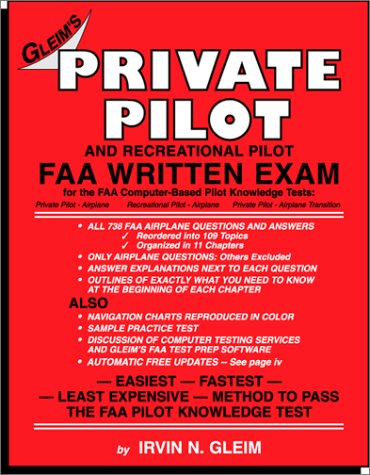 GLEIM'S
PRIVATE
PILOT
AND RECREATIONAL PILOT
FAA WRITTEN EXAM
for the FAA Computer-Based Pilot Knowledge Tests:
Private Pilot - Airplane Recreational Pilot - Airplane Private Pilot - Airplane Transition
• ALL 738 FAA AIRPLANE QUESTIONS AND ANSWERS
✓ Reordered into 109 Topics
✓ Organized in 11 Chapters
• ONLY AIRPLANE QUESTIONS: Others Excluded
• ANSWER EXPLANATIONS NEXT TO EACH QUESTION
• OUTLINES OF EXACTLY WHAT YOU NEED TO KNOW
AT THE BEGINNING OF EACH CHAPTER
ALSO
• NAVIGATION CHARTS REPRODUCED IN COLOR
• SAMPLE PRACTICE TEST
• DISCUSSION OF COMPUTER TESTING SERVICES
AND GLEIM'S FAA TEST PREP SOFTWARE
• AUTOMATIC FREE UPDATES -- See page iv
— EASIEST — FASTEST —
— LEAST EXPENSIVE — METHOD TO PASS
THE FAA PILOT KNOWLEDGE TEST
by IRVIN N. GLEIM